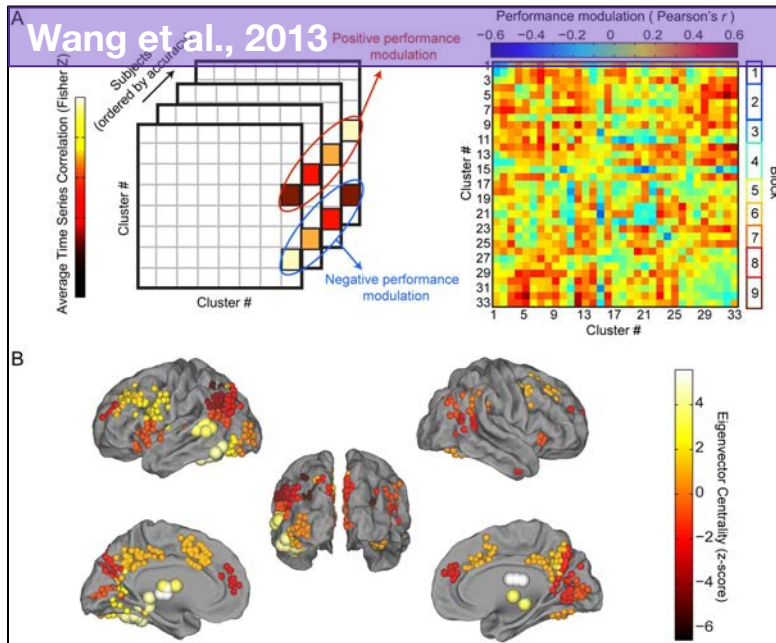 A
Wang et al., 2013
Positive performance
modulation
Subjects
(ordered by accuracy)
Average Time Series Correlation (Fisher Z)
Cluster #
Cluster #
Negative performance
modulation
Performance modulation ( Pearson's r )
−0.6 −0.4 −0.2 0 0.2 0.4 0.6
Cluster #
1
3
5
7
9
11
13
15
17
19
21
23
25
27
29
31
33
1 5 9 13 17 21 25 29 33
Cluster #
Block
1
2
3
4
5
6
7
8
9
B
Eigenvector Centrality (z-score)
4
2
0
−2
−4
−6